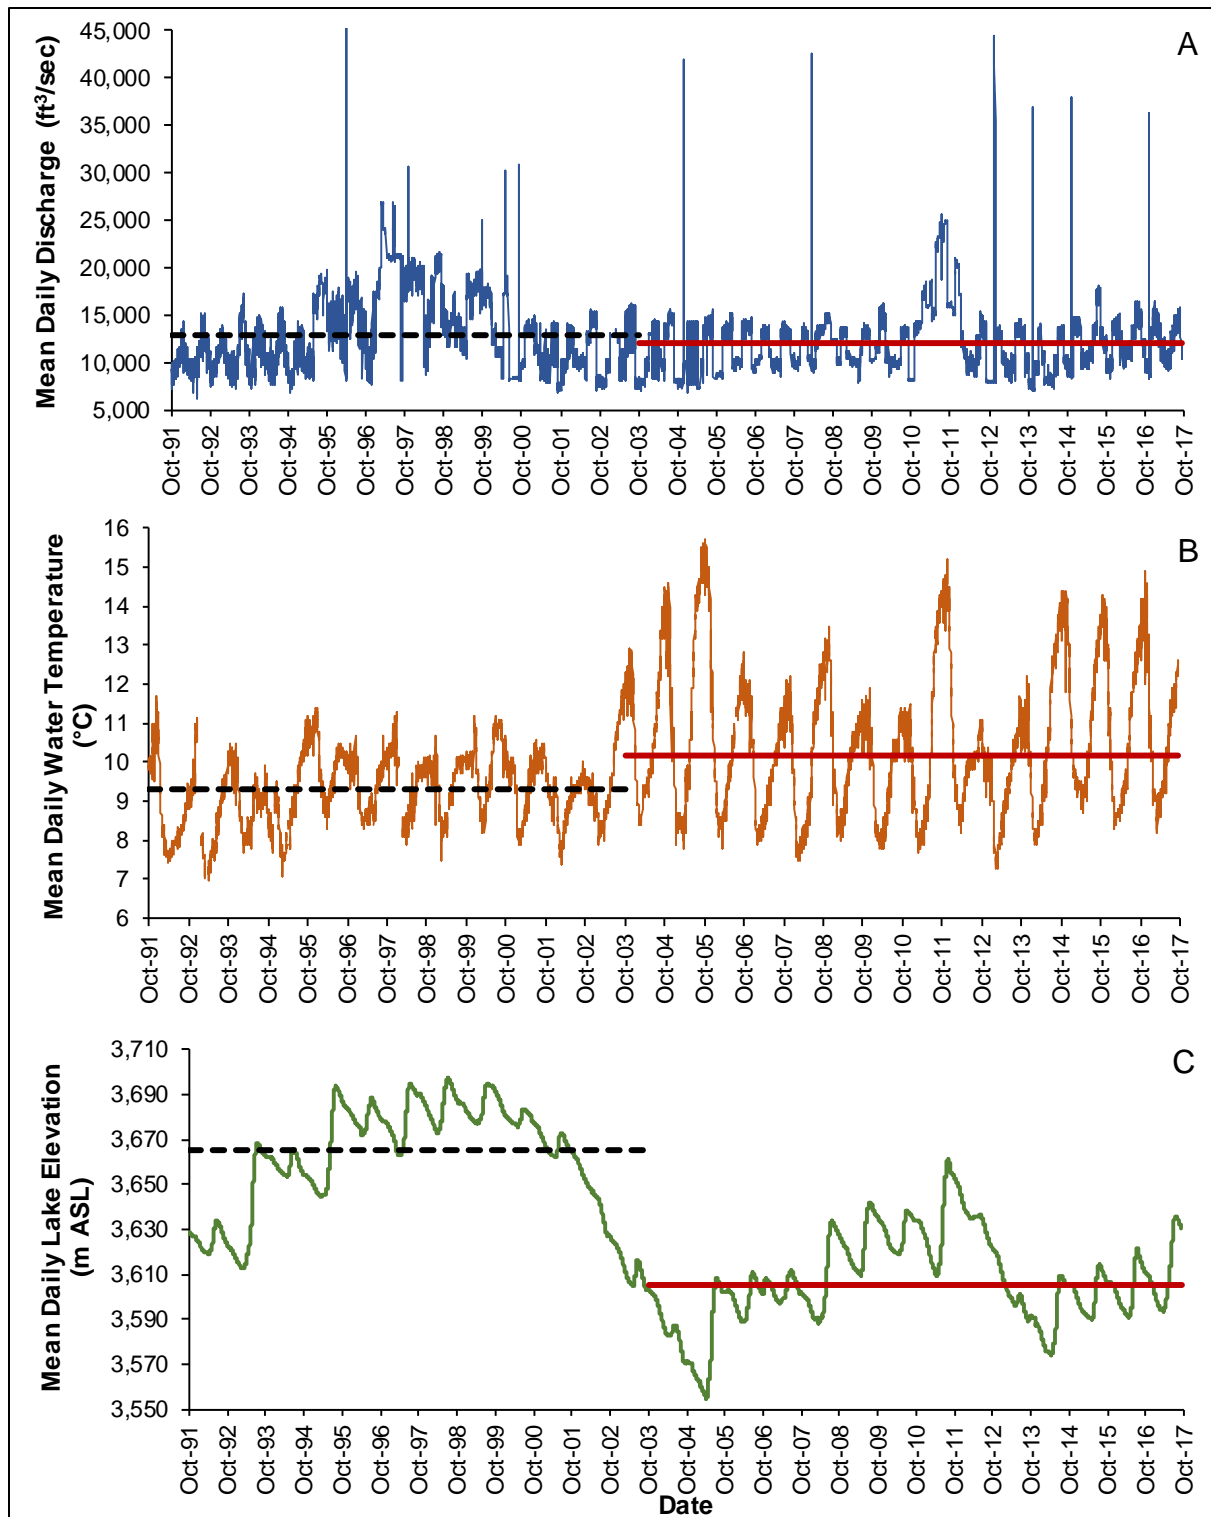 A
Mean Daily Discharge (ft³/sec)
45,000
40,000
35,000
30,000
25,000
20,000
15,000
10,000
5,000
Oct-91
Oct-92
Oct-93
Oct-94
Oct-95
Oct-96
Oct-97
Oct-98
Oct-99
Oct-00
Oct-01
Oct-02
Oct-03
Oct-04
Oct-05
Oct-06
Oct-07
Oct-08
Oct-09
Oct-10
Oct-11
Oct-12
Oct-13
Oct-14
Oct-15
Oct-16
Oct-17
B
Mean Daily Water Temperature
(°C)
16
15
14
13
12
11
10
9
8
7
6
Oct-91
Oct-92
Oct-93
Oct-94
Oct-95
Oct-96
Oct-97
Oct-98
Oct-99
Oct-00
Oct-01
Oct-02
Oct-03
Oct-04
Oct-05
Oct-06
Oct-07
Oct-08
Oct-09
Oct-10
Oct-11
Oct-12
Oct-13
Oct-14
Oct-15
Oct-16
Oct-17
C
Mean Daily Lake Elevation
(m ASL)
3,710
3,690
3,670
3,650
3,630
3,610
3,590
3,570
3,550
Oct-91
Oct-92
Oct-93
Oct-94
Oct-95
Oct-96
Oct-97
Oct-98
Oct-99
Oct-00
Oct-01
Oct-02
Oct-03
Oct-04
Oct-05
Oct-06
Oct-07
Oct-08
Oct-09
Oct-10
Oct-11
Oct-12
Oct-13
Oct-14
Oct-15
Oct-16
Oct-17
Date